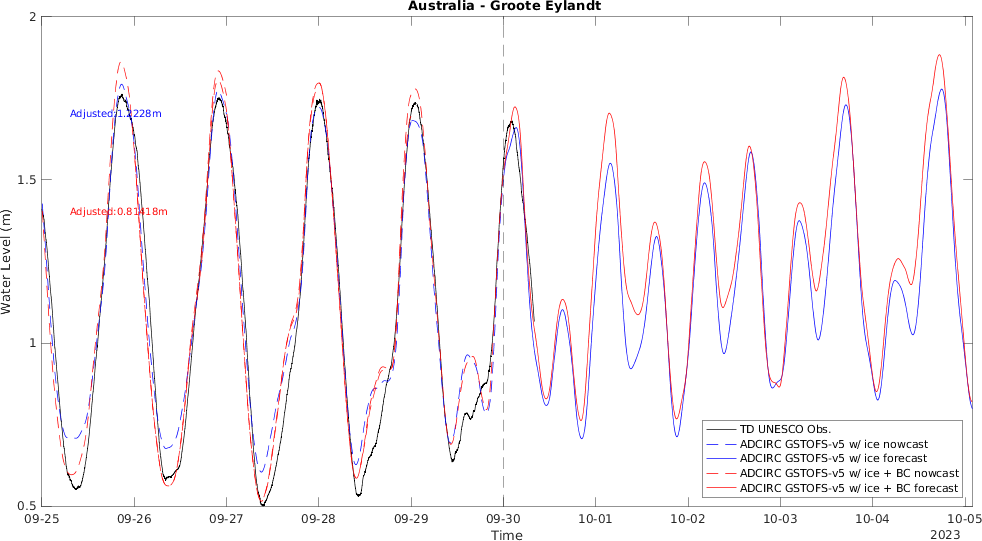 Australia - Groote Eylandt
2
1.5
1
0.5
Water Level (m)
Adjusted:1.2228m
Adjusted:0.81418m
TD UNESCO Obs.
ADCIRC GSTOFS-v5 w/ ice nowcast
ADCIRC GSTOFS-v5 w/ ice forecast
ADCIRC GSTOFS-v5 w/ ice + BC nowcast
ADCIRC GSTOFS-v5 w/ ice + BC forecast
09-25 09-26 09-27 09-28 09-29 09-30 10-01 10-02 10-03 10-04 10-05
Time
2023